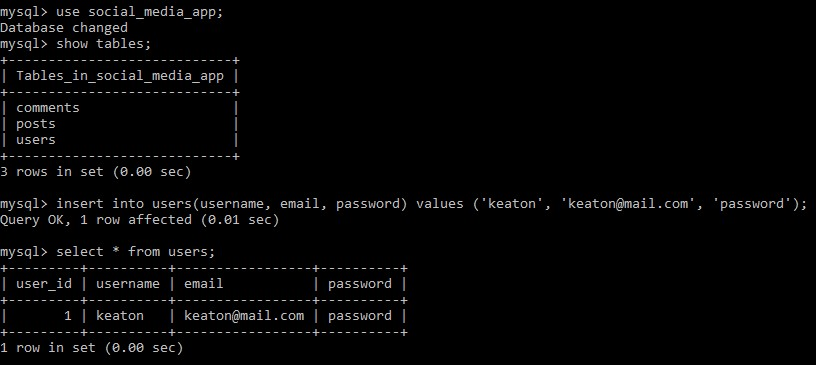 mysql> use social_media_app;
Database changed
mysql> show tables;
+----------------------------+
| Tables_in_social_media_app |
+----------------------------+
| comments                   |
| posts                      |
| users                      |
+----------------------------+
3 rows in set (0.00 sec)
mysql> insert into users(username, email, password) values ('keaton', 'keaton@mail.com', 'password');
Query OK, 1 row affected (0.01 sec)
mysql> select * from users;
+---------+----------+-----------------+----------+
| user_id | username | email           | password |
+---------+----------+-----------------+----------+
|       1 | keaton   | keaton@mail.com | password |
+---------+----------+-----------------+----------+
1 row in set (0.00 sec)